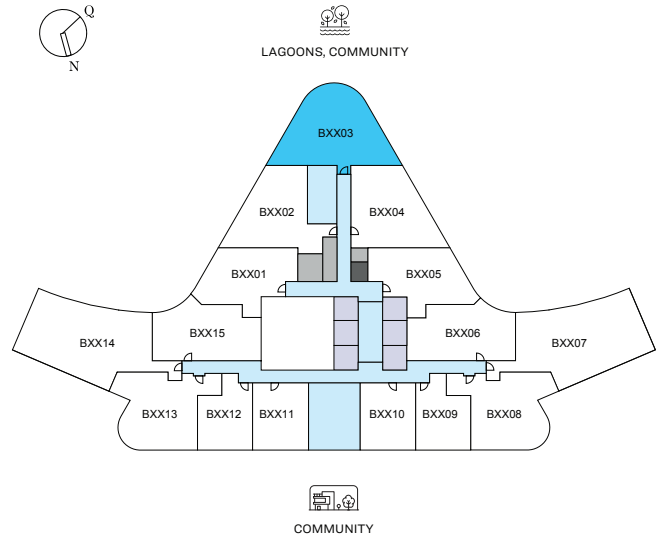 Q
N
LAGOONS, COMMUNITY
BXX03
BXX02
BXX04
BXX01
BXX05
BXX15
BXX06
BXX14
BXX07
BXX13
BXX12
BXX11
BXX10
BXX09
BXX08
COMMUNITY